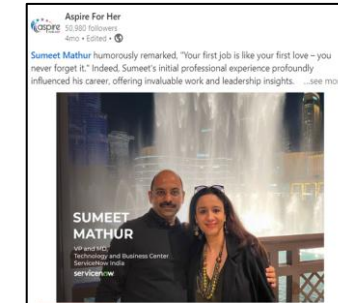 Aspire For Her
50,980 followers
4mo • Edited •
aspire
Sumeet Mathur humorously remarked, "Your first job is like your first love – you
never forget it." Indeed, Sumeet's initial professional experience profoundly
influenced his career, offering invaluable work and leadership insights. ...see mo
SUMEET
MATHUR
VP and MD,
Technology and Business Center
ServiceNow India
servicenow